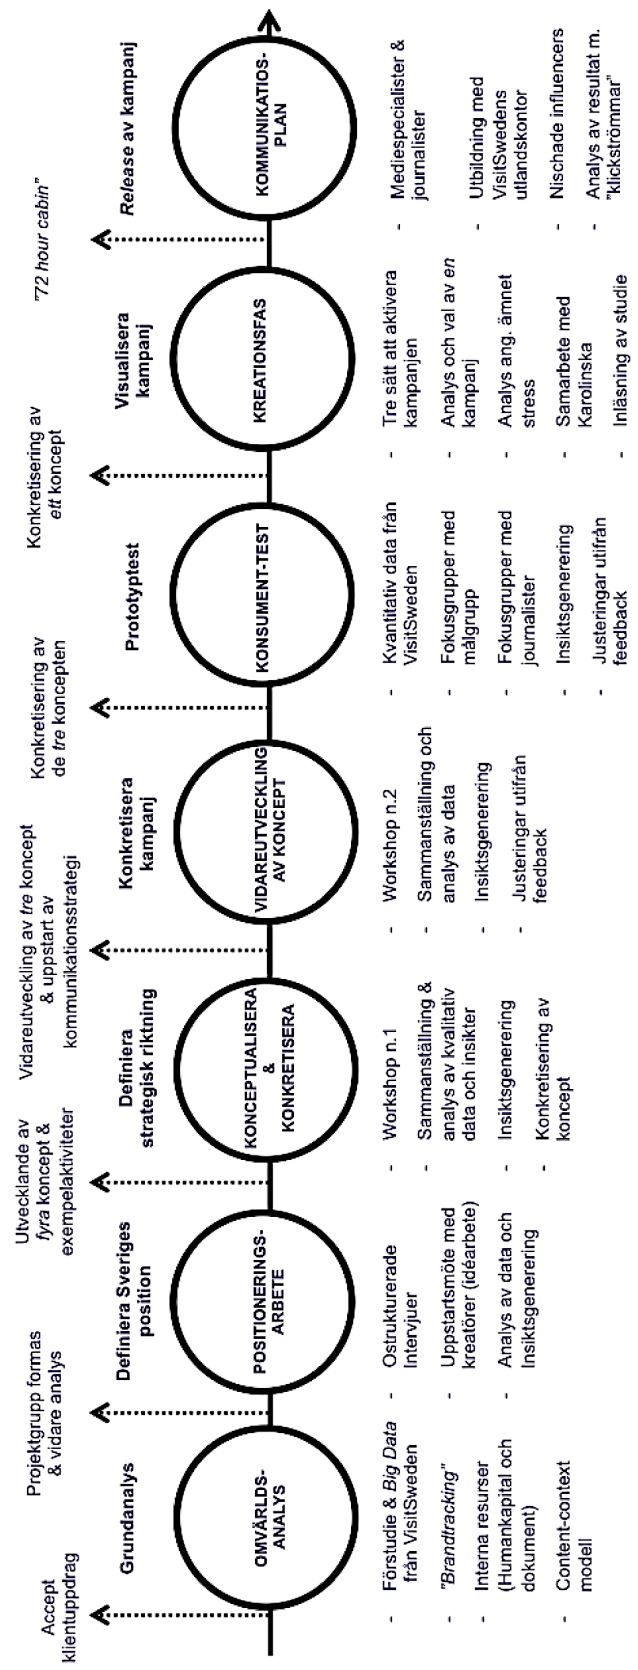 Accept
klientuppdrag
Projektgrupp formas
& vidare analys
Utvecklande av
fyra koncept &
exempelaktiviteter
Vidareutveckling av tre koncept
& uppstart av
kommunikationsstrategi
Konkretisering av
de tre koncepten
Konkretisering av
ett koncept
"72 hour cabin"
Grundanalys
Definiera Sveriges
position
Definiera
strategisk riktning
Konkretisera
kampanj
Prototyptest
Visualisera
kampanj
Release av kampanj
OMVÄRLDS-
ANALYS
POSITIONERINGS-
ARBETE
KONCEPTUALISERA
&
KONKRETISERA
VIDAREUTVECKLING
AV KONCEPT
KONSUMENT-TEST
KREATIONSFAS
KOMMUNIKATIOS-
PLAN
- Förstudie & Big Data
från VisitSweden
- "Brandtracking"
- Interna resurser
(Humankapital och
dokument)
- Content-context
modell
- Ostrukturerade
Intervjuer
- Uppstartsmöte med
kreatörer (idéarbete)
- Analys av data och
Insiktsgenerering
- Workshop n.1
- Sammanställning &
analys av kvalitativ
data och insikter
- Insiktsgenerering
- Konkretisering av
koncept
- Workshop n.2
- Sammanställning och
analys av data
- Insiktsgenerering
- Justeringar utifrån
feedback
- Kvantitativ data från
VisitSweden
- Fokusgrupper med
målgrupp
- Fokusgrupper med
journalister
- Insiktsgenerering
- Justeringar utifrån
feedback
- Tre sätt att aktivera
kampanjen
- Analys och val av en
kampanj
- Analys ang. ämnet
stress
- Samarbete med
Karolinska
- Inläsning av studie
- Mediespecialister &
journalister
- Utbildning med
VisitSwedens
utlandskontor
- Nischade influencers
- Analys av resultat m.
"klickströmmar"